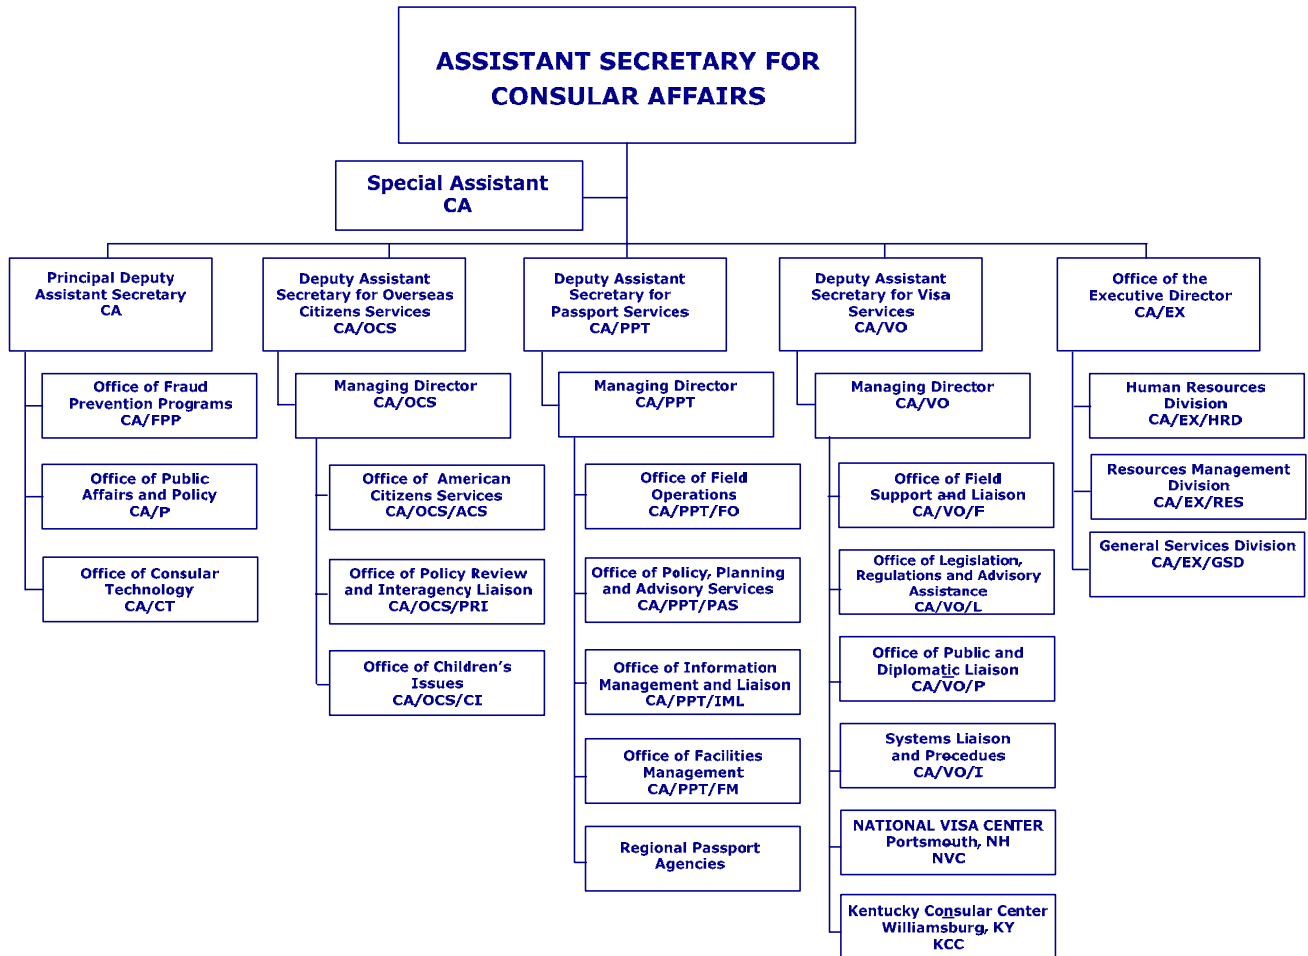 ASSISTANT SECRETARY FOR
CONSULAR AFFAIRS
Special Assistant
CA
Principal Deputy
Assistant Secretary
CA
Office of Fraud
Prevention Programs
CA/FPP
Office of Public
Affairs and Policy
CA/P
Office of Consular
Technology
CA/CT
Deputy Assistant
Secretary for Overseas
Citizens Services
CA/OCS
Managing Director
CA/OCS
Office of American
Citizens Services
CA/OCS/ACS
Office of Policy Review
and Interagency Liaison
CA/OCS/PRI
Office of Children's
Issues
CA/OCS/CI
Deputy Assistant
Secretary for
Passport Services
CA/PPT
Managing Director
CA/PPT
Office of Field
Operations
CA/PPT/FO
Office of Policy, Planning
and Advisory Services
CA/PPT/PAS
Office of Information
Management and Liaison
CA/PPT/IML
Office of Facilities
Management
CA/PPT/FM
Regional Passport
Agencies
Deputy Assistant
Secretary for Visa
Services
CA/VO
Managing Director
CA/VO
Office of Field
Support and Liaison
CA/VO/F
Office of Legislation,
Regulations and Advisory
Assistance
CA/VO/L
Office of Public and
Diplomatic Liaison
CA/VO/P
Systems Liaison
and Procedues
CA/VO/I
NATIONAL VISA CENTER
Portsmouth, NH
NVC
Kentucky Consular Center
Williamsburg, KY
KCC
Office of the
Executive Director
CA/EX
Human Resources
Division
CA/EX/HRD
Resources Management
Division
CA/EX/RES
General Services Division
CA/EX/GSD